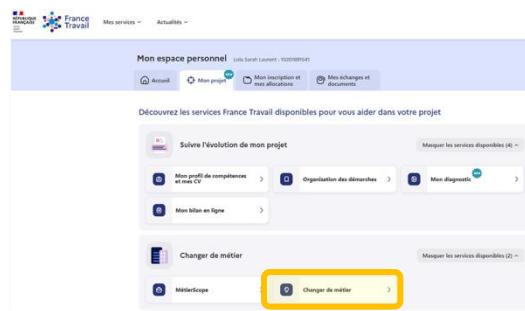 RÉPUBLIQUE
FRANÇAISE
France
Travail
Mes services
Actualités
Mon espace personnel
Lola Sarah Laurent
Accueil
Mon projet
Mon inscription et
mes allocations
Mes échanges et
documents
Découvrez les services France Travail disponibles pour vous aider dans votre projet
Suivre l'évolution de mon projet
Masquer les services disponibles (4)
Mon profil de compétences
et mes CV
Organisation des démarches
Mon diagnostic
Mon bilan en ligne
Changer de métier
Masquer les services disponibles (2)
MétierScope
Changer de métier